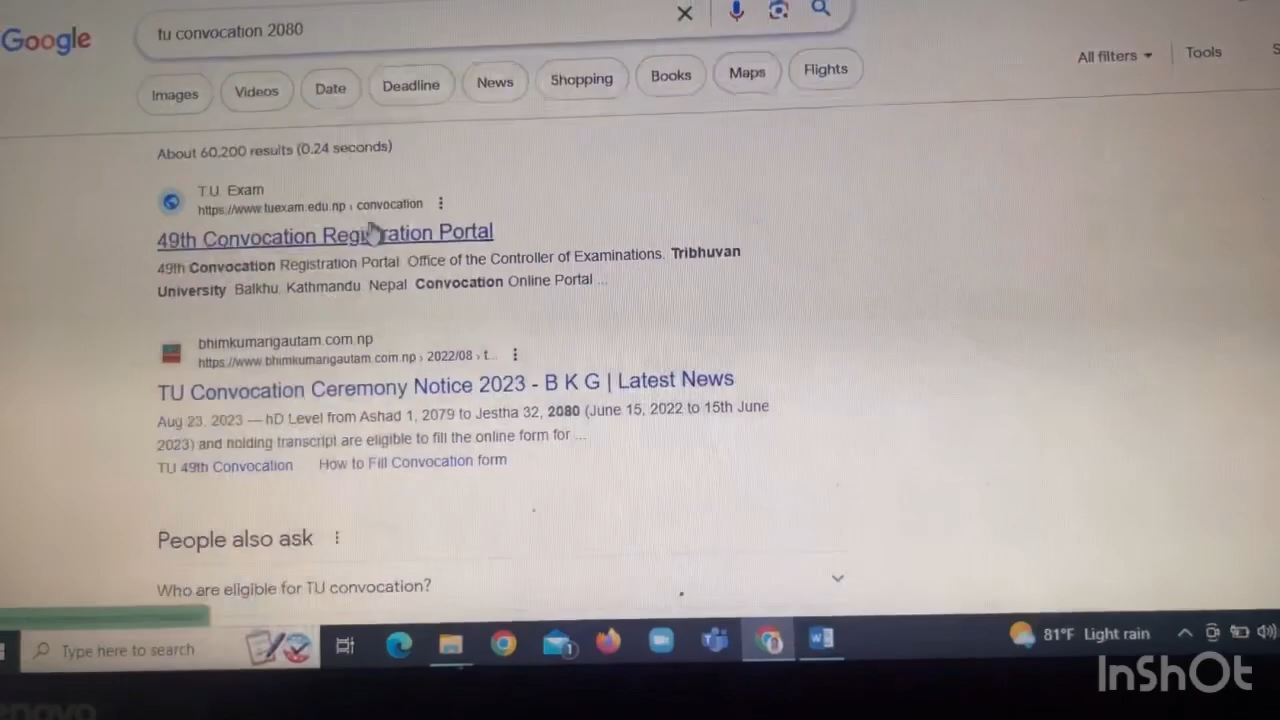 Google
tu convocation 2080
Images Videos Date Deadline News Shopping Books Maps Flights
All filters Tools
About 60,200 results (0.24 seconds)
T.U. Exam
https://www.tuexam.edu.np › convocation
49th Convocation Registration Portal
49th Convocation Registration Portal. Office of the Controller of Examinations. Tribhuvan
University Balkhu, Kathmandu Nepal Convocation Online Portal ...
bhimkumarigautam.com.np
https://www.bhimkumarigautam.com.np › 2022/08 › t...
TU Convocation Ceremony Notice 2023 - B K G | Latest News
Aug 23, 2023 — hD Level from Ashad 1, 2079 to Jestha 32, 2080 (June 15, 2022 to 15th June
2023) and holding transcript are eligible to fill the online form for ...
TU 49th Convocation How to Fill Convocation form
People also ask
Who are eligible for TU convocation?
Type here to search
1
81°F Light rain
InShOt